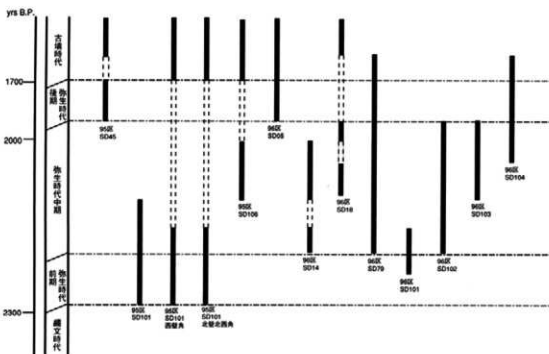 yrs B.P.
古墳時代
1700
弥生時代
後期
2000
弥生時代中期
弥生時代
前期
2300
縄文時代
95区
SD45
95区
SD101
96区
SD101
西壁角
95区
SD101
北壁北西角
95区
SD106
96区
SD08
96区
SD14
96区
SD18
96区
SD79
96区
SD101
96区
SD102
96区
SD103
96区
SD104